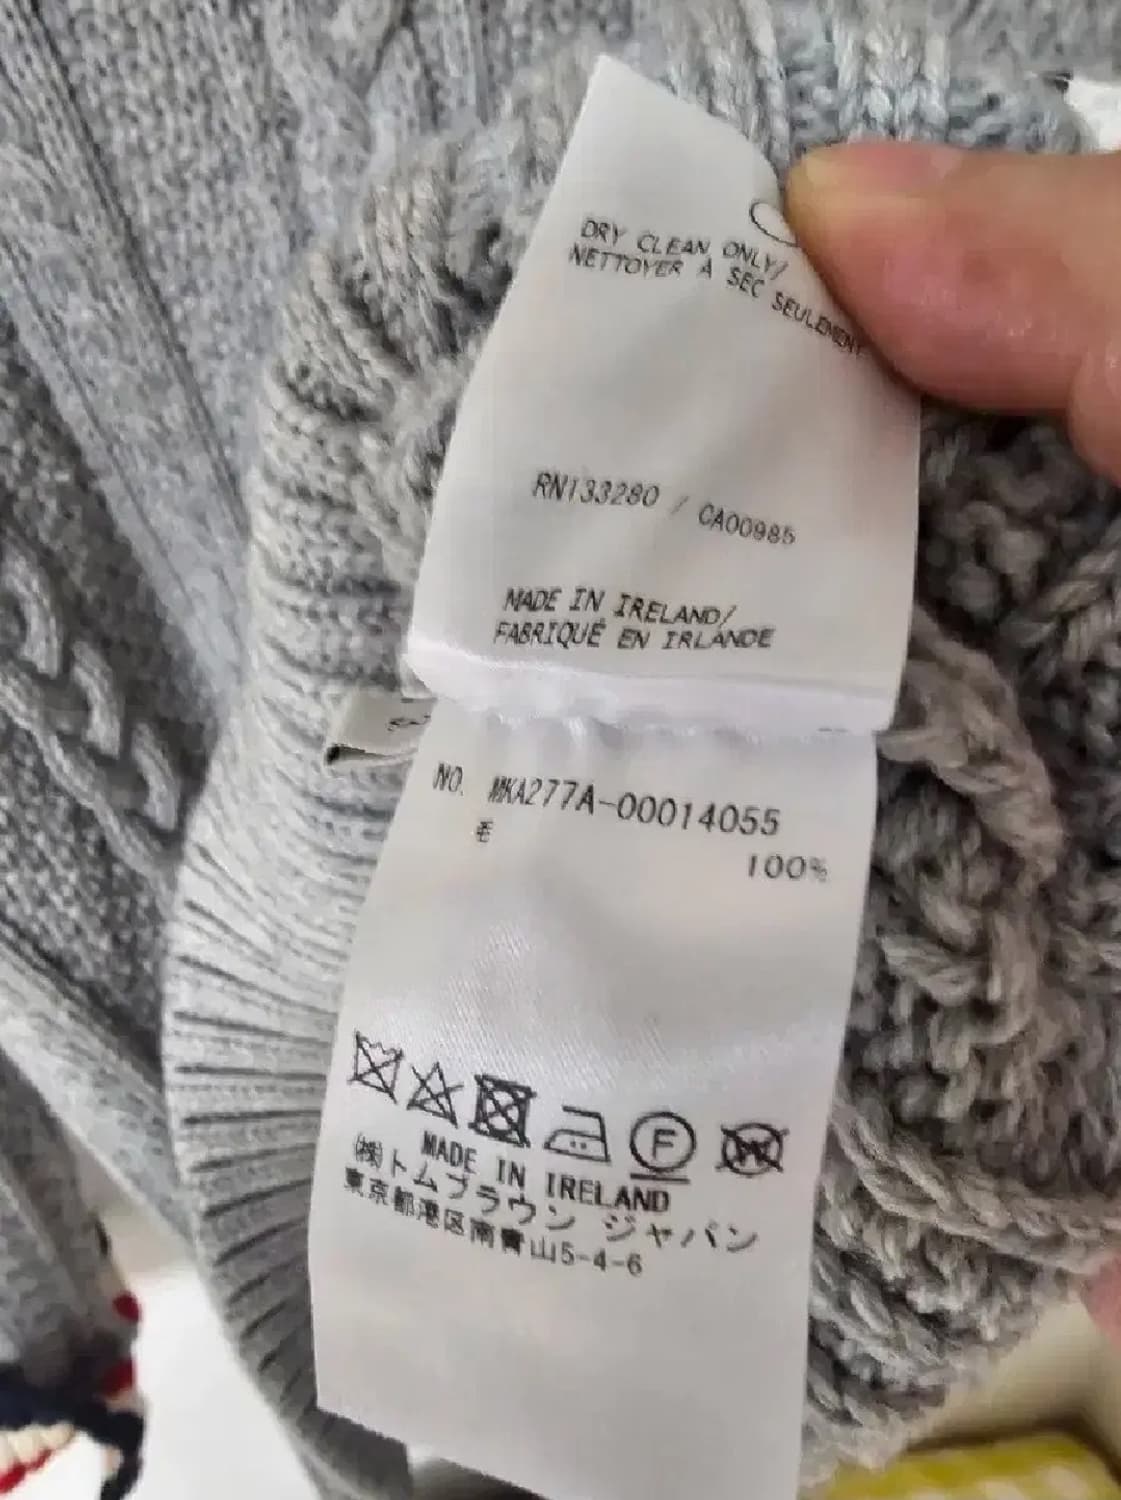 DRY CLEAN ONLY/
NETTOYER À SEC SEULEMENT
RN133280 / CA00985
MADE IN IRELAND/
FABRIQUÉ EN IRLANDE
NO. MKA277A-00014055
毛
100%
F
W
MADE IN IRELAND
㈱トムブラウン ジャパン
東京都港区南青山5-4-6